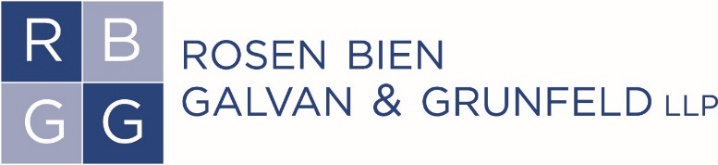 R B
G G
ROSEN BIEN
GALVAN & GRUNFELD LLP